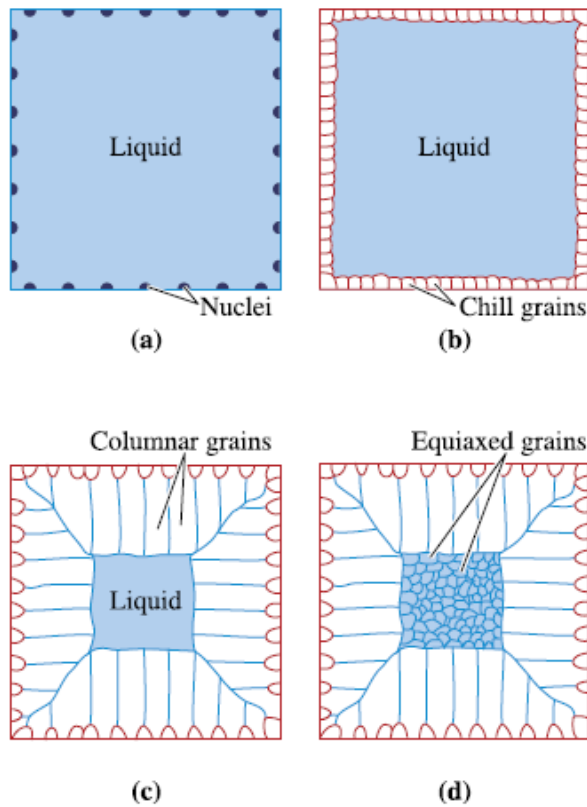 Liquid
Nuclei
(a)
Liquid
Chill grains
(b)
Columnar grains
Liquid
(c)
Equiaxed grains
(d)